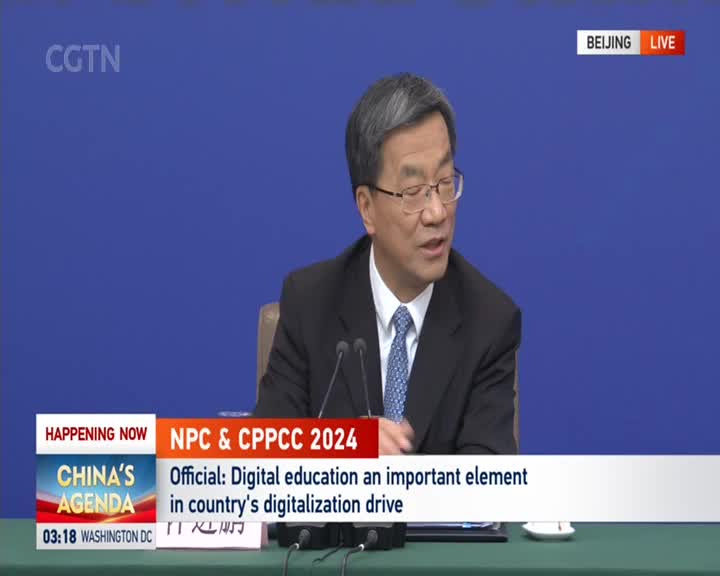 CGTN
BEIJING LIVE
HAPPENING NOW
NPC & CPPCC 2024
CHINA'S
AGENDA
Official: Digital education an important element
in country's digitalization drive
03:18 WASHINGTON DC